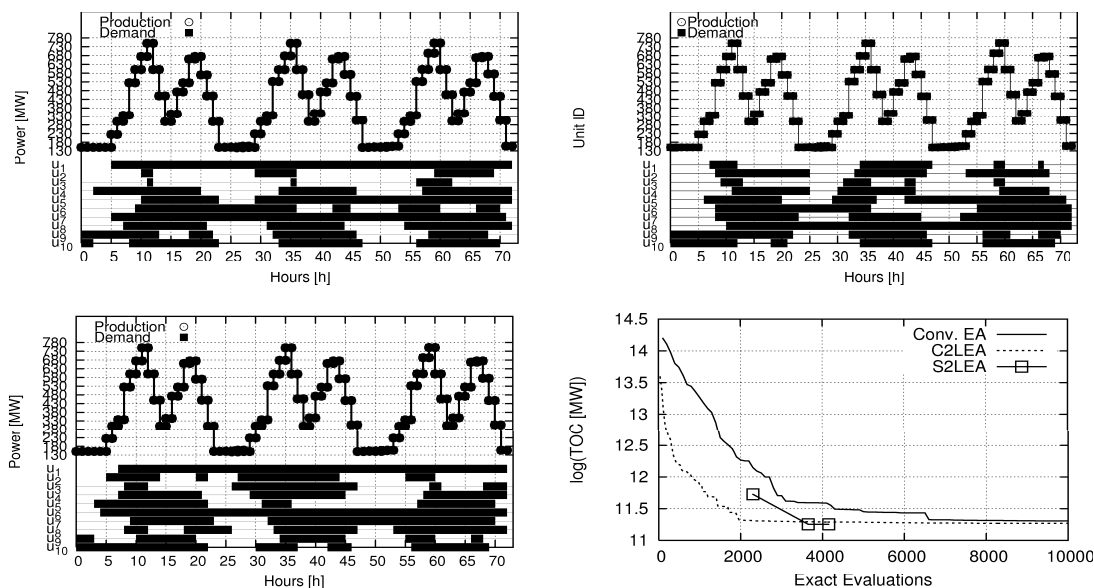 Production
Demand
780
730
680
630
580
530
480
430
380
330
280
230
180
130
Power [MW]
u1
u2
u3
u4
u5
u2
u6
u7
u8
u9
u10
0 5 10 15 20 25 30 35 40 45 50 55 60 65 70
Hours [h]
Production
Demand
780
730
680
630
580
530
480
430
380
330
280
230
180
130
Unit ID
u1
u2
u3
u4
u5
u2
u6
u7
u8
u9
u10
0 5 10 15 20 25 30 35 40 45 50 55 60 65 70
Hours [h]
Production
Demand
780
730
680
630
580
530
480
430
380
330
280
230
180
130
Power [MW]
u1
u2
u3
u4
u5
u2
u6
u7
u8
u9
u10
0 5 10 15 20 25 30 35 40 45 50 55 60 65 70
Hours [h]
14.5
14
13.5
13
12.5
12
11.5
11
log(TOC [MW])
Conv. EA
C2LEA
S2LEA
0 2000 4000 6000 8000 10000
Exact Evaluations